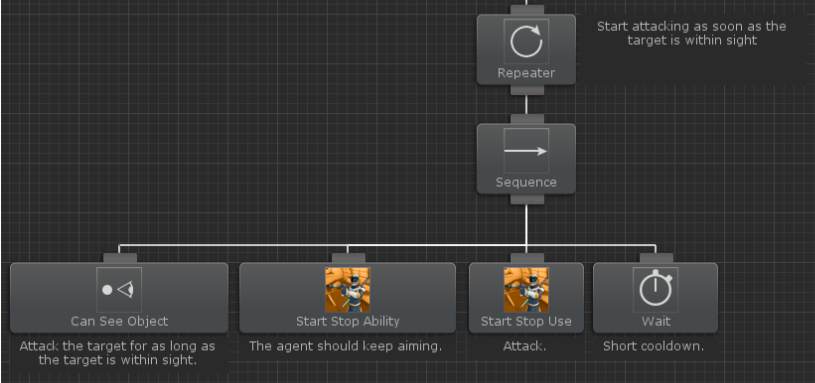 Start attacking as soon as the
target is within sight
Repeater
Sequence
Can See Object
Start Stop Ability
Start Stop Use
Wait
Attack the target for as long as
the target is within sight.
The agent should keep aiming.
Attack.
Short cooldown.